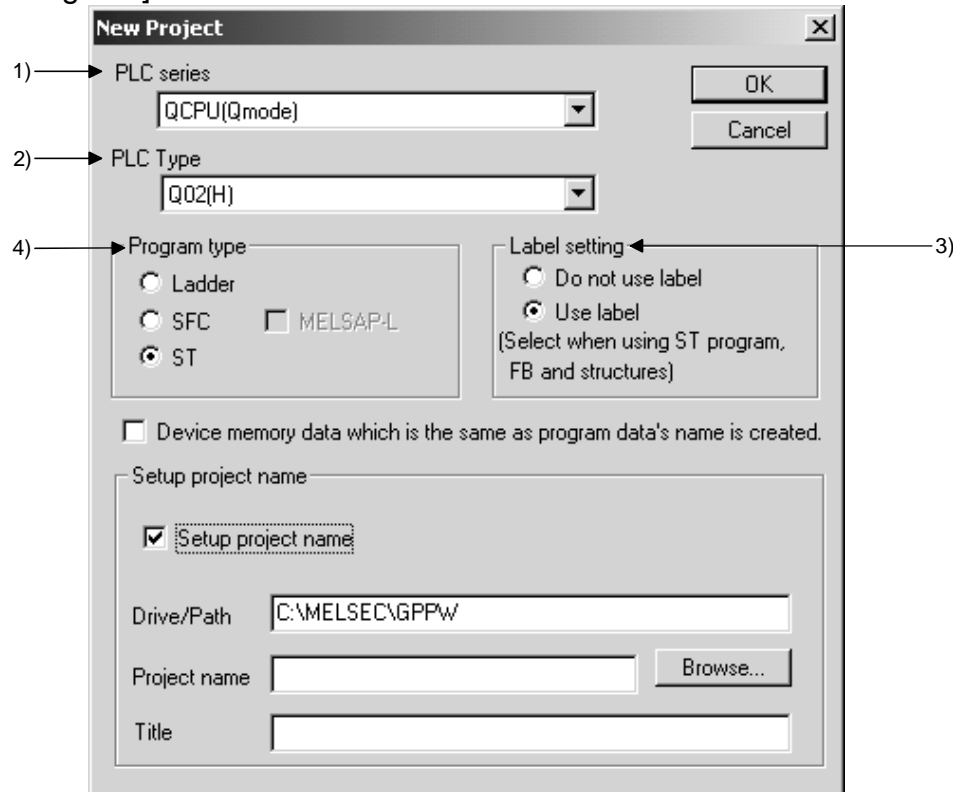 New Project
1) PLC series
QCPU(Qmode)
OK
Cancel
2) PLC Type
Q02(H)
4) Program type
Ladder
SFC MELSAP-L
ST
Label setting 3)
Do not use label
Use label
(Select when using ST program,
FB and structures)
Device memory data which is the same as program data's name is created.
Setup project name
Setup project name
Drive/Path C:\MELSEC\GPPW
Project name Browse...
Title